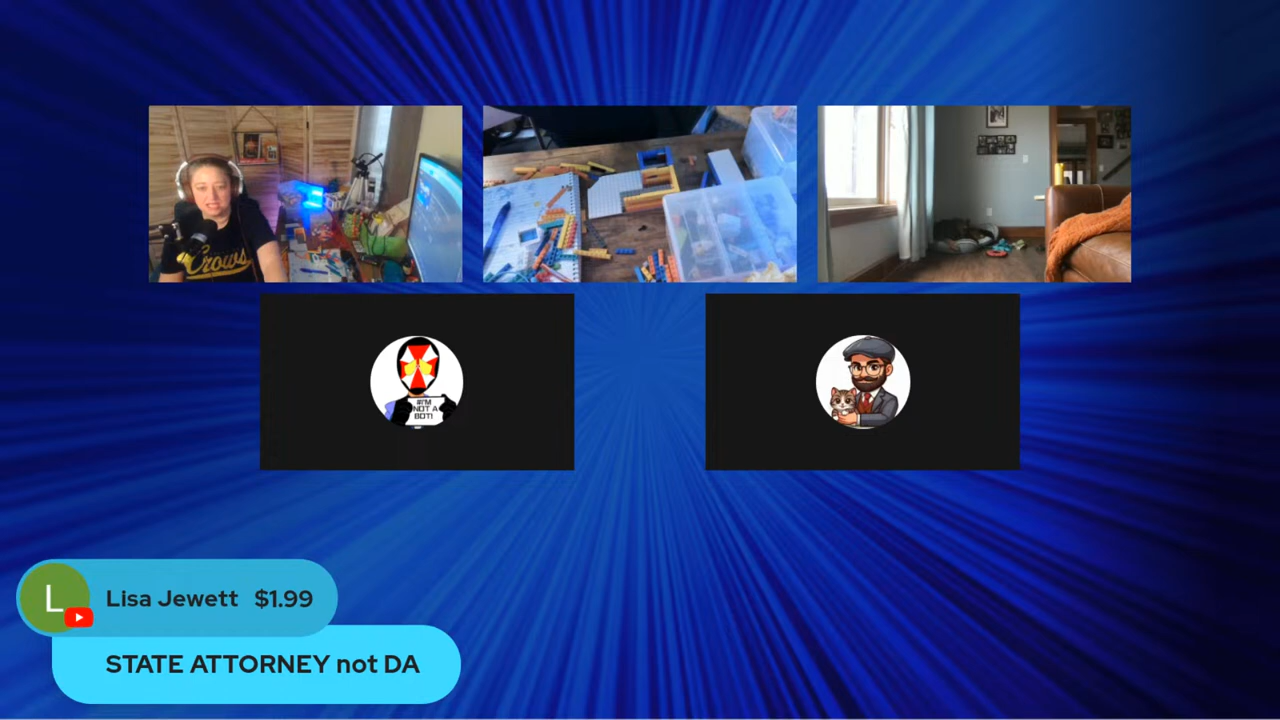 Crows
#I'M
NOT A
BOT!
L
Lisa Jewett $1.99
STATE ATTORNEY not DA